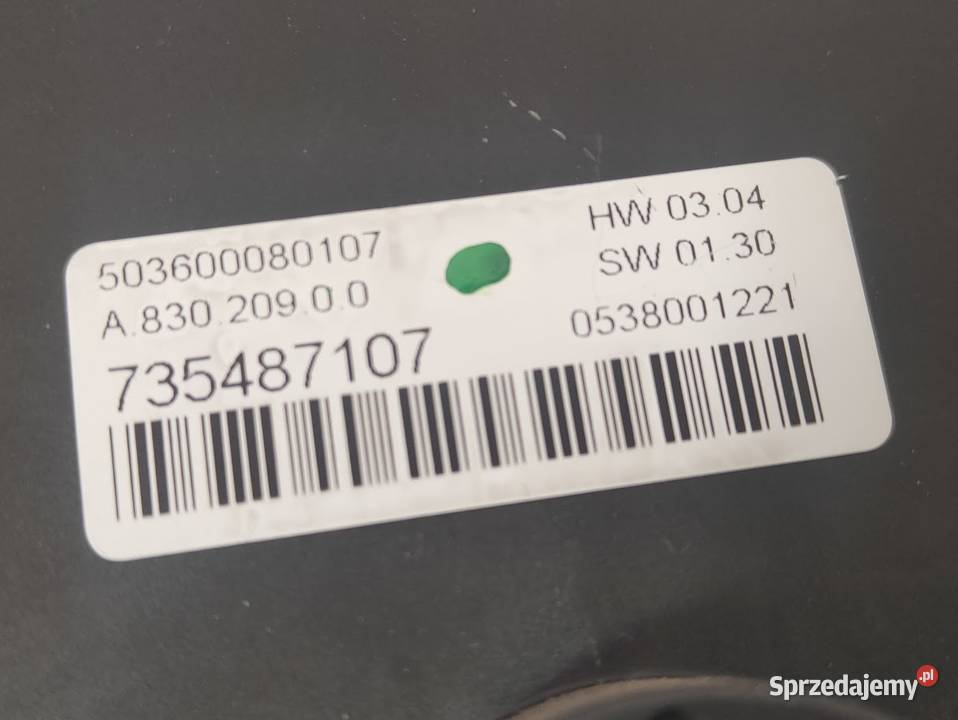 503600080107
A.830.209.0.0
735487107
HW 03.04
SW 01.30
0538001221
Sprzedajemy.pl